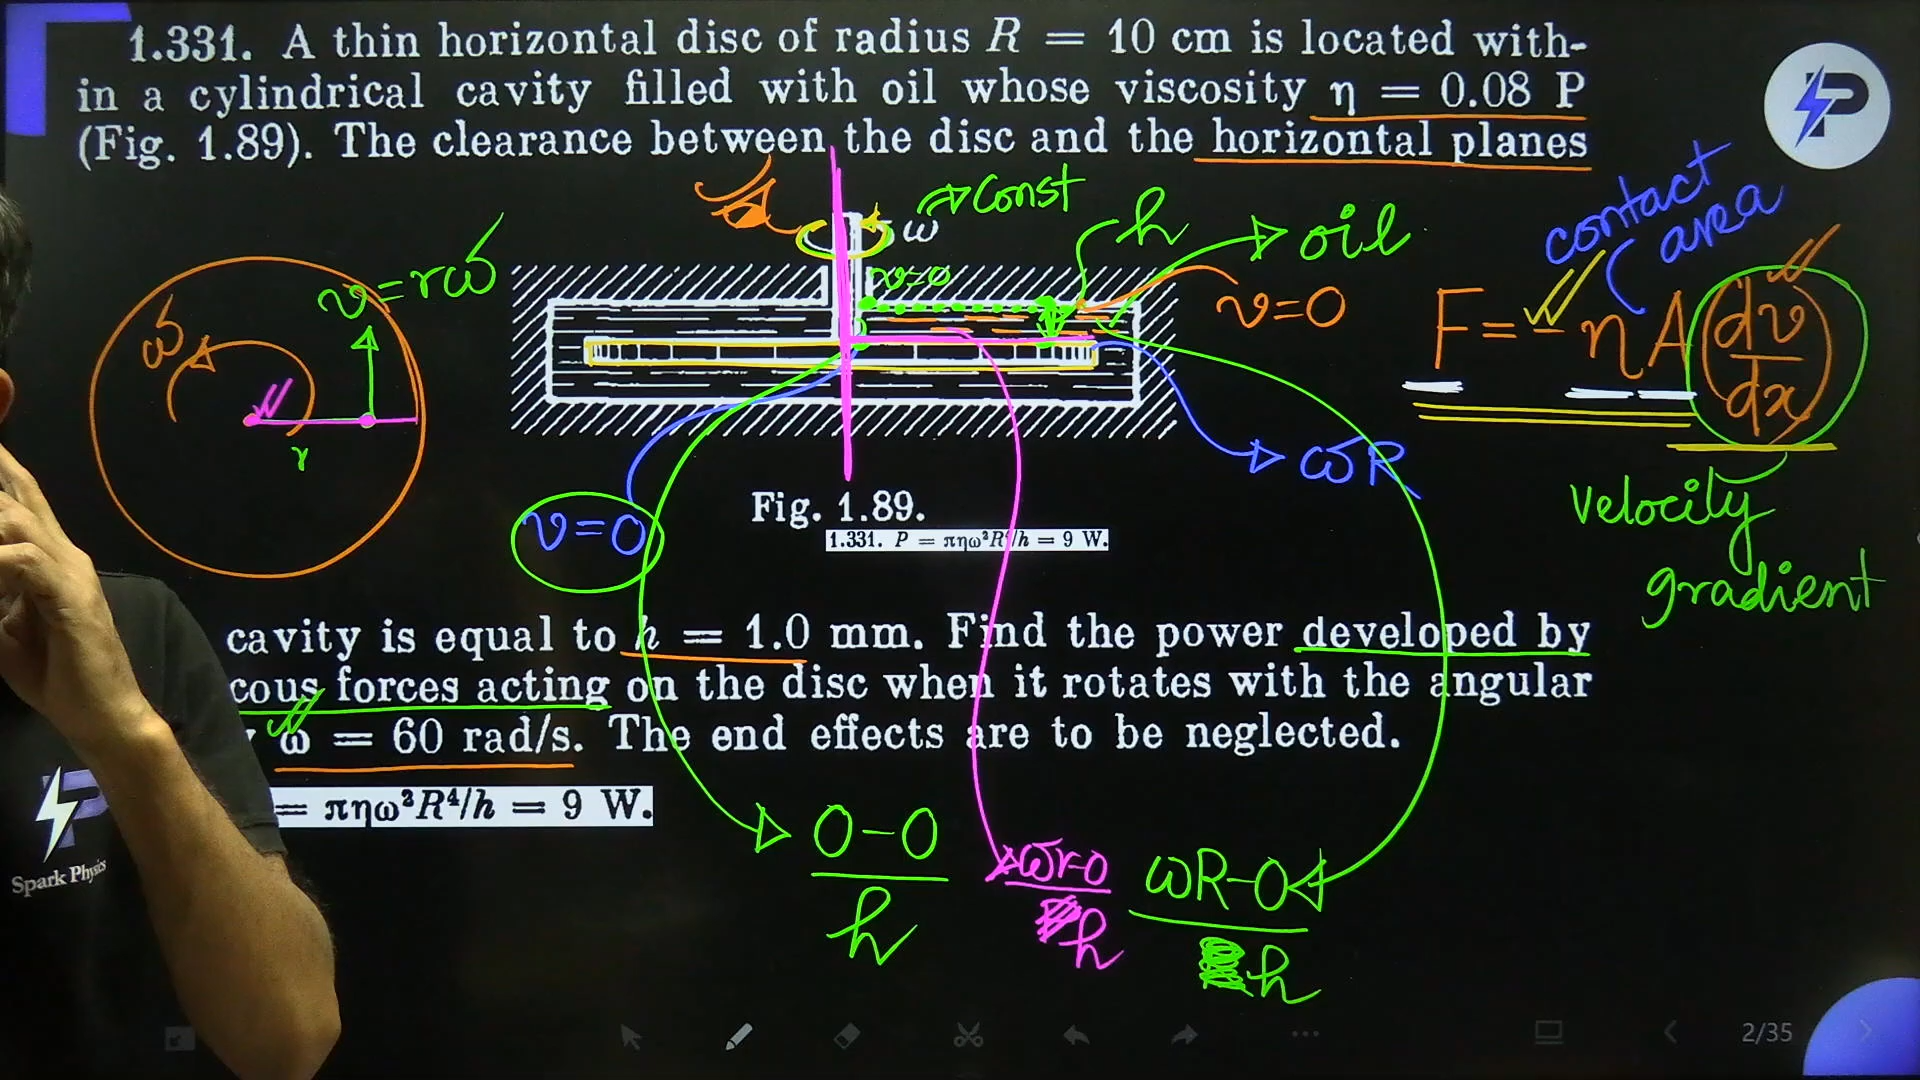 1.331. A thin horizontal disc of radius R = 10 cm is located with-
in a cylindrical cavity filled with oil whose viscosity η = 0.08 P
(Fig. 1.89). The clearance between the disc and the horizontal planes
ω → Const
h
oil
contact
area
v=0
v=0
v=rω
ω
r
F = -ηA dv/dx
ωR
velocity
gradient
v=0
Fig. 1.89.
1.331. P = πηω²R⁴/h = 9 W.
cavity is equal to h = 1.0 mm. Find the power developed by
cous forces acting on the disc when it rotates with the angular
ω = 60 rad/s. The end effects are to be neglected.
= πηω²R⁴/h = 9 W.
0-0
h
ωr-0
h
ωR-0
h
Spark Physics
2/35